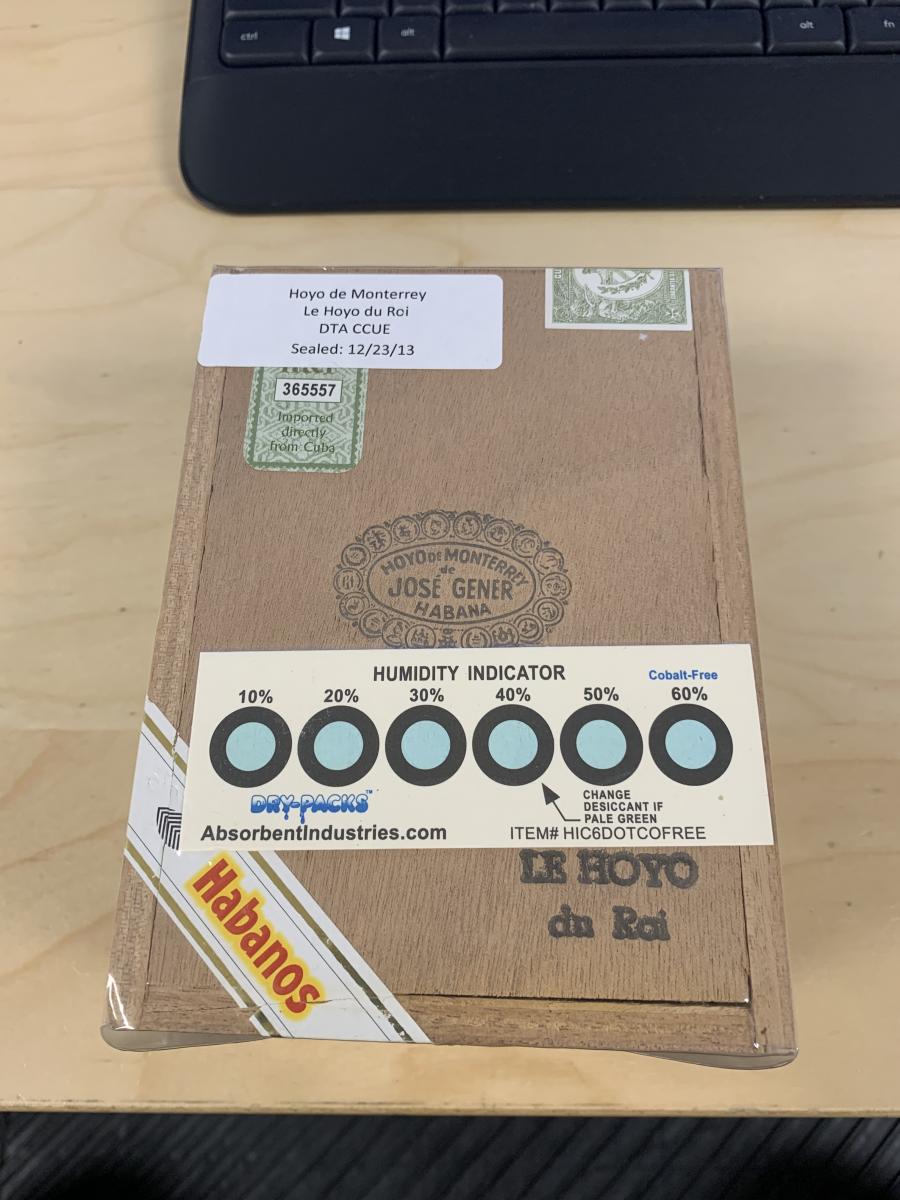 ctrl
alt
alt
fn
Hoyo de Monterrey
Le Hoyo du Roi
DTA CCUE
Sealed: 12/23/13
365557
Imported
directly
from Cuba
HOYO DE MONTERREY
de
JOSÉ GENER
HABANA
HUMIDITY INDICATOR
Cobalt-Free
10% 20% 30% 40% 50% 60%
CHANGE
DESICCANT IF
PALE GREEN
DRY-PACKS™
AbsorbentIndustries.com
ITEM# HIC6DOTCOFREE
LE HOYO
du Roi
Habanos